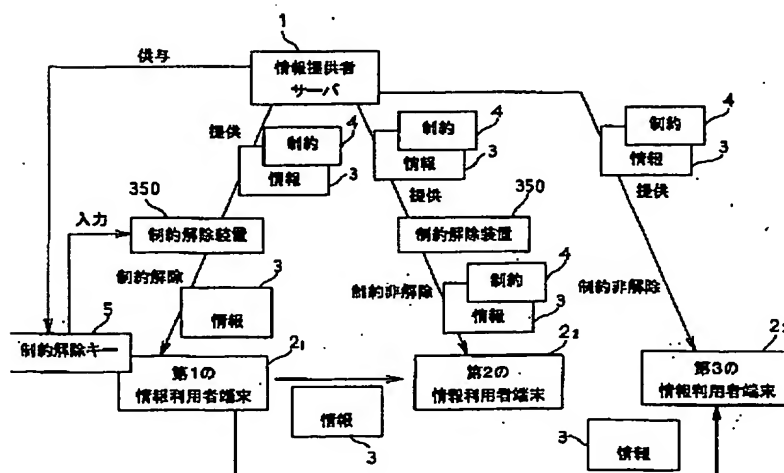 1
供与
情報提供者
サーバ
提供
制約
4
情報
3
制約
4
情報
3
提供
制約
4
情報
3
提供
350
制約解除装置
入力
350
制約解除装置
制約解除
3
情報
制約
4
制約非解除
情報
3
制約非解除
5
制約解除キー
2₁
第1の
情報利用者端末
2₂
第2の
情報利用者端末
第3の
情報利用者端末
情報
3
3
情報